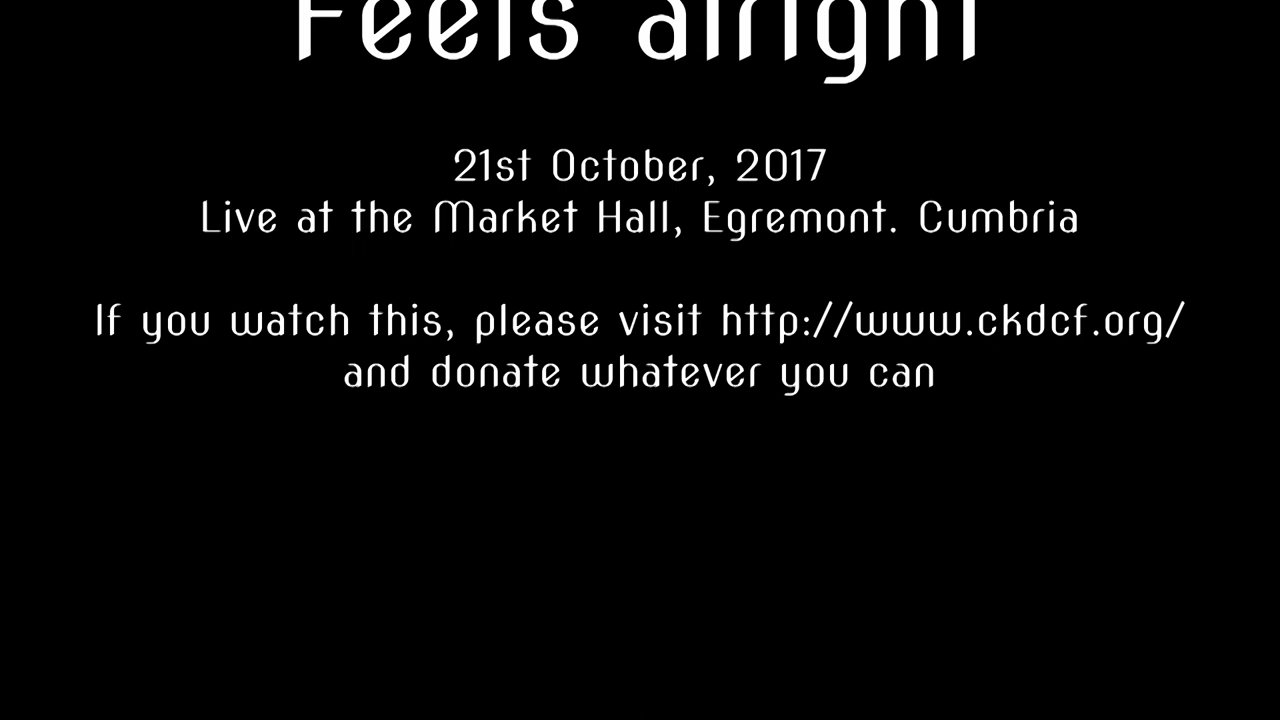 Feels alright
21st October, 2017
Live at the Market Hall, Egremont. Cumbria
If you watch this, please visit http://www.ckdcf.org/
and donate whatever you can